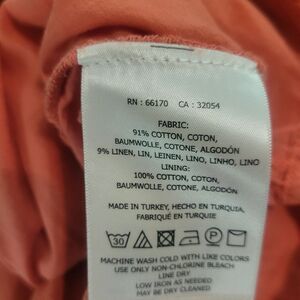 RN : 66170 CA : 32054
FABRIC:
91% COTTON, COTON,
BAUMWOLLE, COTONE, ALGODÓN
9% LINEN, LIN, LEINEN, LINO, LINHO, LINO
LINING:
100% COTTON, COTON,
BAUMWOLLE, COTONE, ALGODÓN
MADE IN TURKEY, HECHO EN TURQUIA,
FABRIQUÉ EN TURQUIE
30 P
MACHINE WASH COLD WITH LIKE COLORS
USE ONLY NON-CHLORINE BLEACH
LINE DRY
LOW IRON AS NEEDED
MAY BE DRY CLEANED